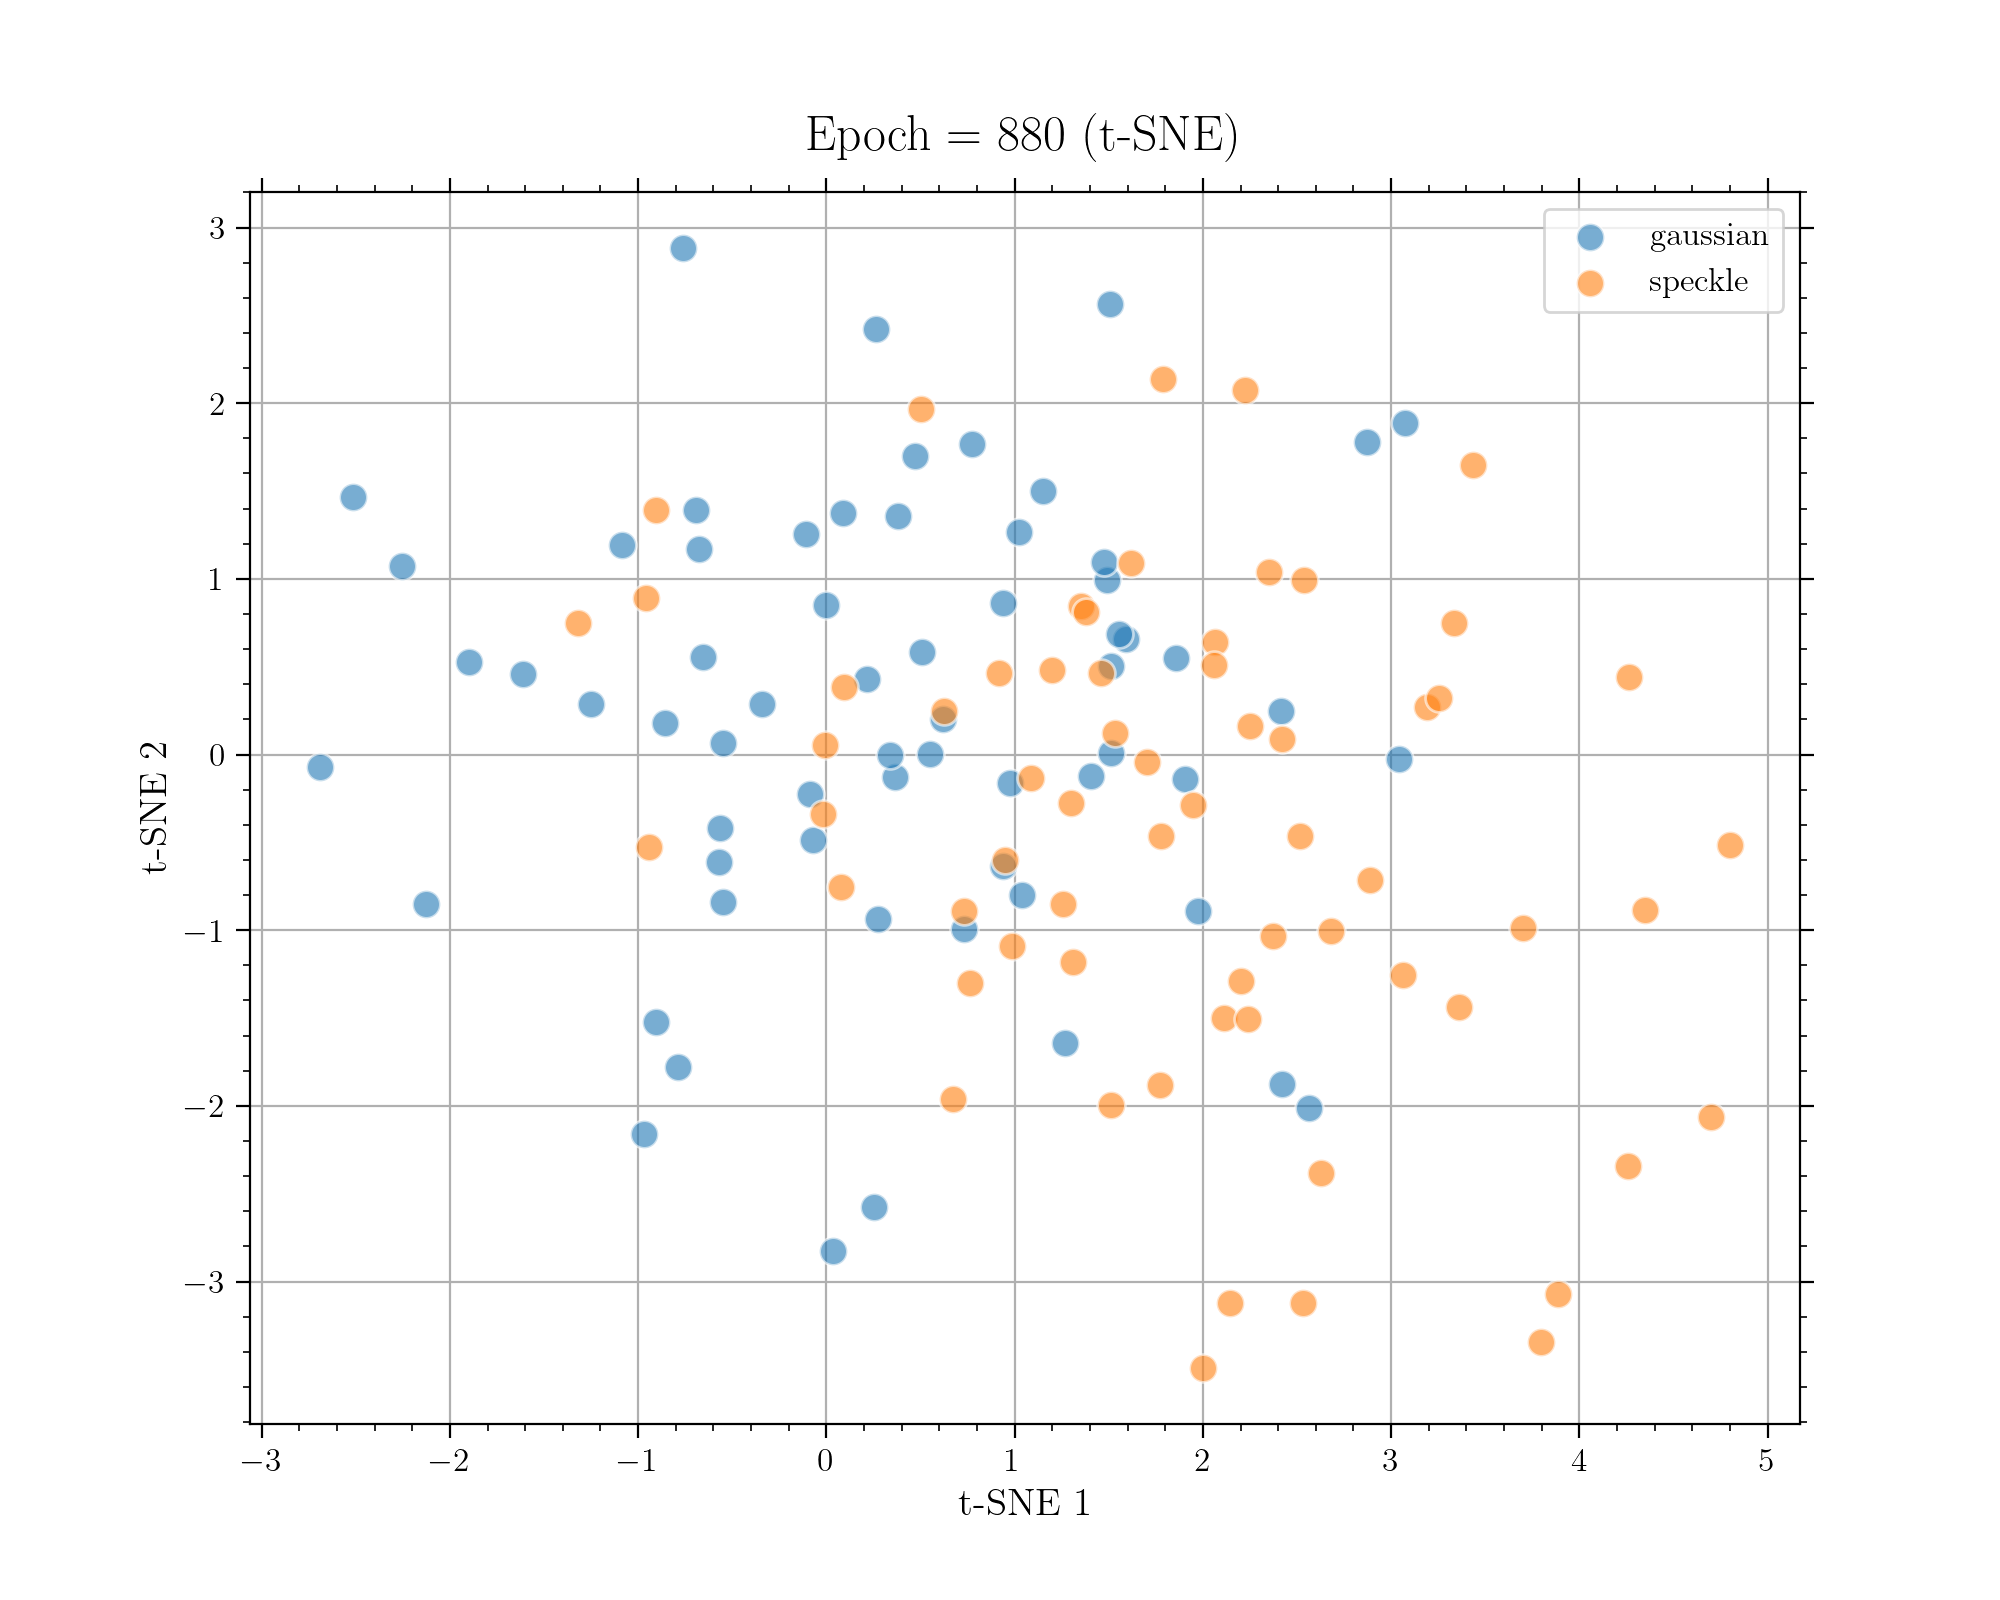 Epoch = 880 (t-SNE)
gaussian
speckle
3
2
1
0
−1
−2
−3
t-SNE 2
−3 −2 −1 0 1 2 3 4 5
t-SNE 1